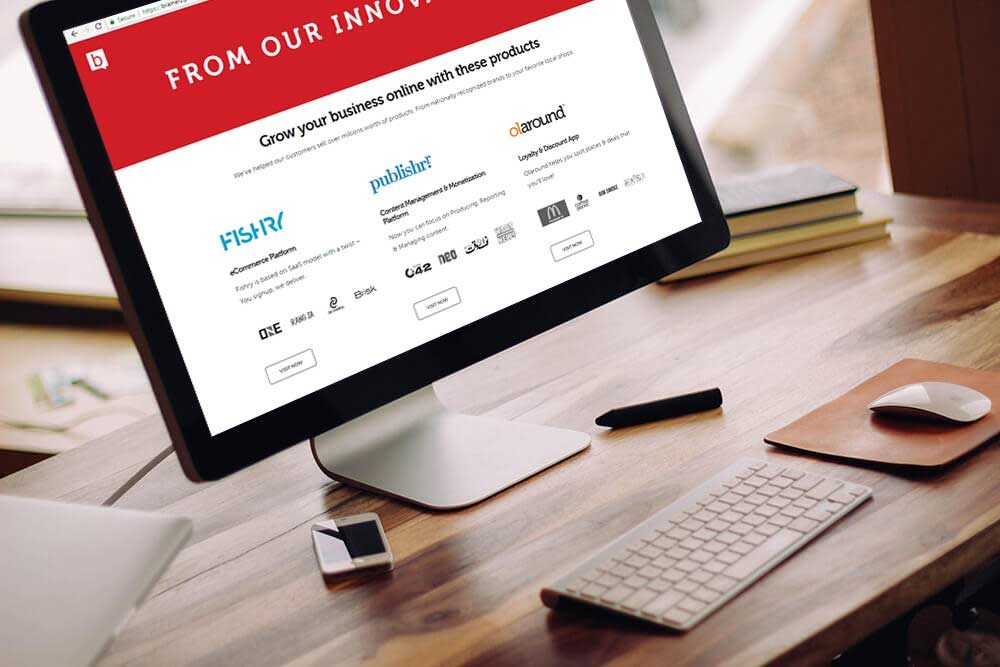 Secure
b
FROM OUR INNOVA
Grow your business online with these products
We've helped our customers sell over millions worth of products. From nationally recognized brands to your favorite local shops.
FISHRY
eCommerce Platform
Fishry is based on SaaS model with a twist –
You signup, we deliver.
ONE RANG JA Bisk
VISIT NOW
publishr!
Content Management & Monetization
Platform
Now you can focus on Producing, Reporting
& Managing content.
042 neo
VISIT NOW
olaround
Loyalty & Discount App
Olaround helps you spot places & deals that
you'll love!
VISIT NOW